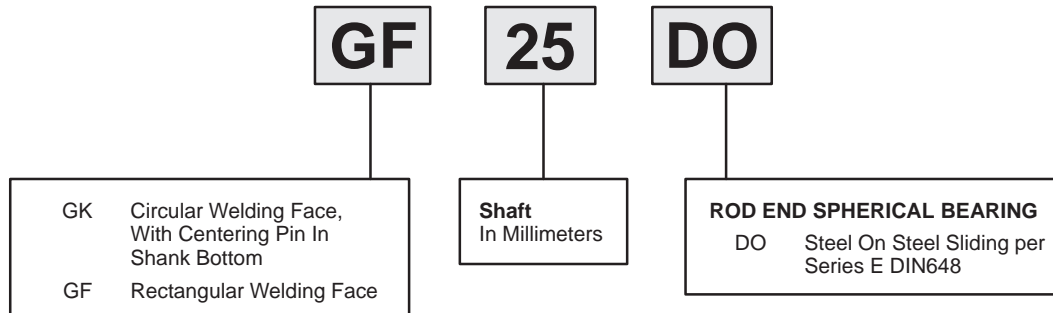 GF 25 DO
GK Circular Welding Face,
With Centering Pin In
Shank Bottom
GF Rectangular Welding Face
Shaft
In Millimeters
ROD END SPHERICAL BEARING
DO Steel On Steel Sliding per
Series E DIN648